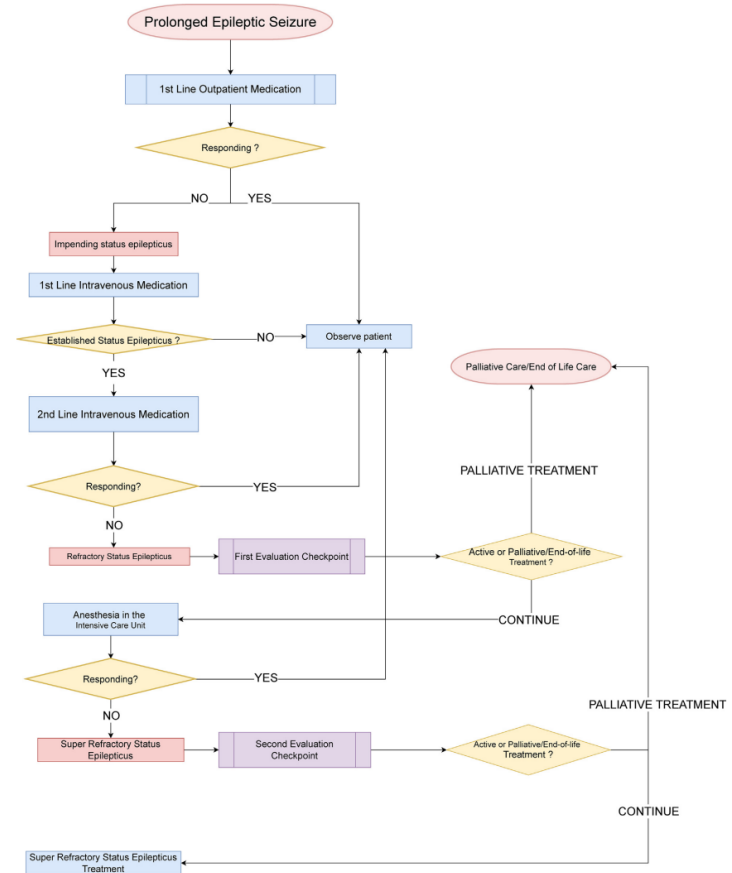 Prolonged Epileptic Seizure
1st Line Outpatient Medication
Responding ?
NO
YES
Impending status epilepticus
1st Line Intravenous Medication
Established Status Epilepticus ?
NO
Observe patient
YES
Palliative Care/End of Life Care
2nd Line Intravenous Medication
PALLIATIVE TREATMENT
Responding?
YES
NO
Refractory Status Epilepticus
First Evaluation Checkpoint
Active or Palliative/End-of-life
Treatment ?
Anesthesia in the
Intensive Care Unit
CONTINUE
Responding?
YES
PALLIATIVE TREATMENT
NO
Super Refractory Status
Epilepticus
Second Evaluation
Checkpoint
Active or Palliative/End-of-life
Treatment ?
CONTINUE
Super Refractory Status Epilepticus
Treatment